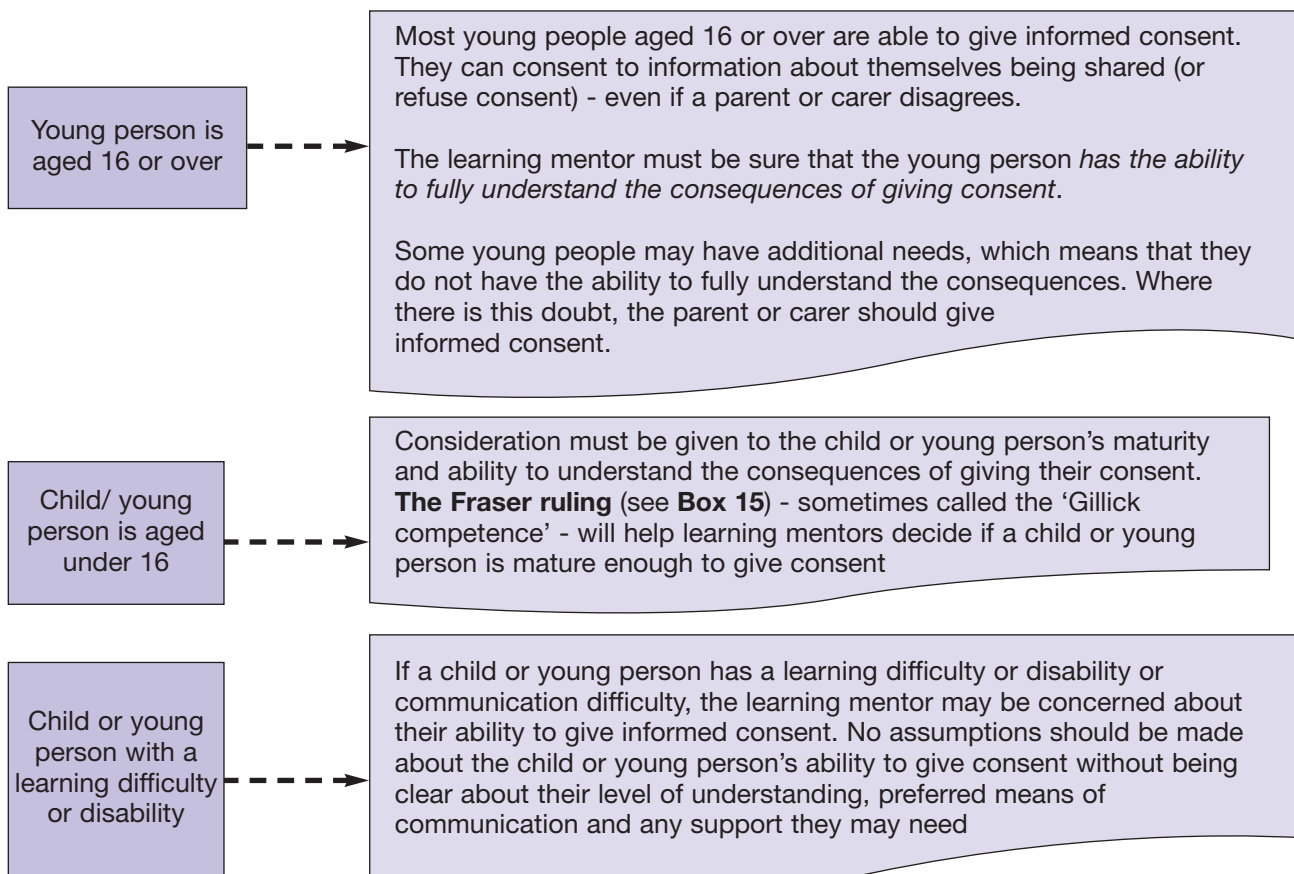 Young person is
aged 16 or over
Most young people aged 16 or over are able to give informed consent.
They can consent to information about themselves being shared (or
refuse consent) - even if a parent or carer disagrees.
The learning mentor must be sure that the young person has the ability
to fully understand the consequences of giving consent.
Some young people may have additional needs, which means that they
do not have the ability to fully understand the consequences. Where
there is this doubt, the parent or carer should give
informed consent.
Child/ young
person is aged
under 16
Consideration must be given to the child or young person's maturity
and ability to understand the consequences of giving their consent.
The Fraser ruling (see Box 15) - sometimes called the ‘Gillick
competence’ - will help learning mentors decide if a child or young
person is mature enough to give consent
Child or young
person with a
learning difficulty
or disability
If a child or young person has a learning difficulty or disability or
communication difficulty, the learning mentor may be concerned about
their ability to give informed consent. No assumptions should be made
about the child or young person's ability to give consent without being
clear about their level of understanding, preferred means of
communication and any support they may need